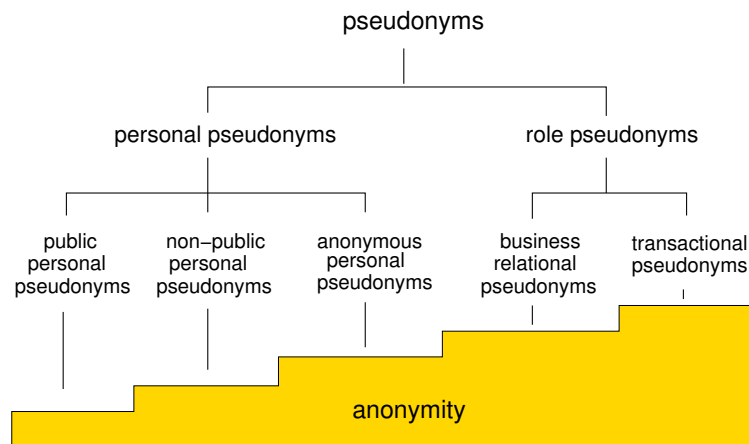 pseudonyms
personal pseudonyms
role pseudonyms
public
personal
pseudonyms
non−public
personal
pseudonyms
anonymous
personal
pseudonyms
business
relational
pseudonyms
transactional
pseudonyms
anonymity